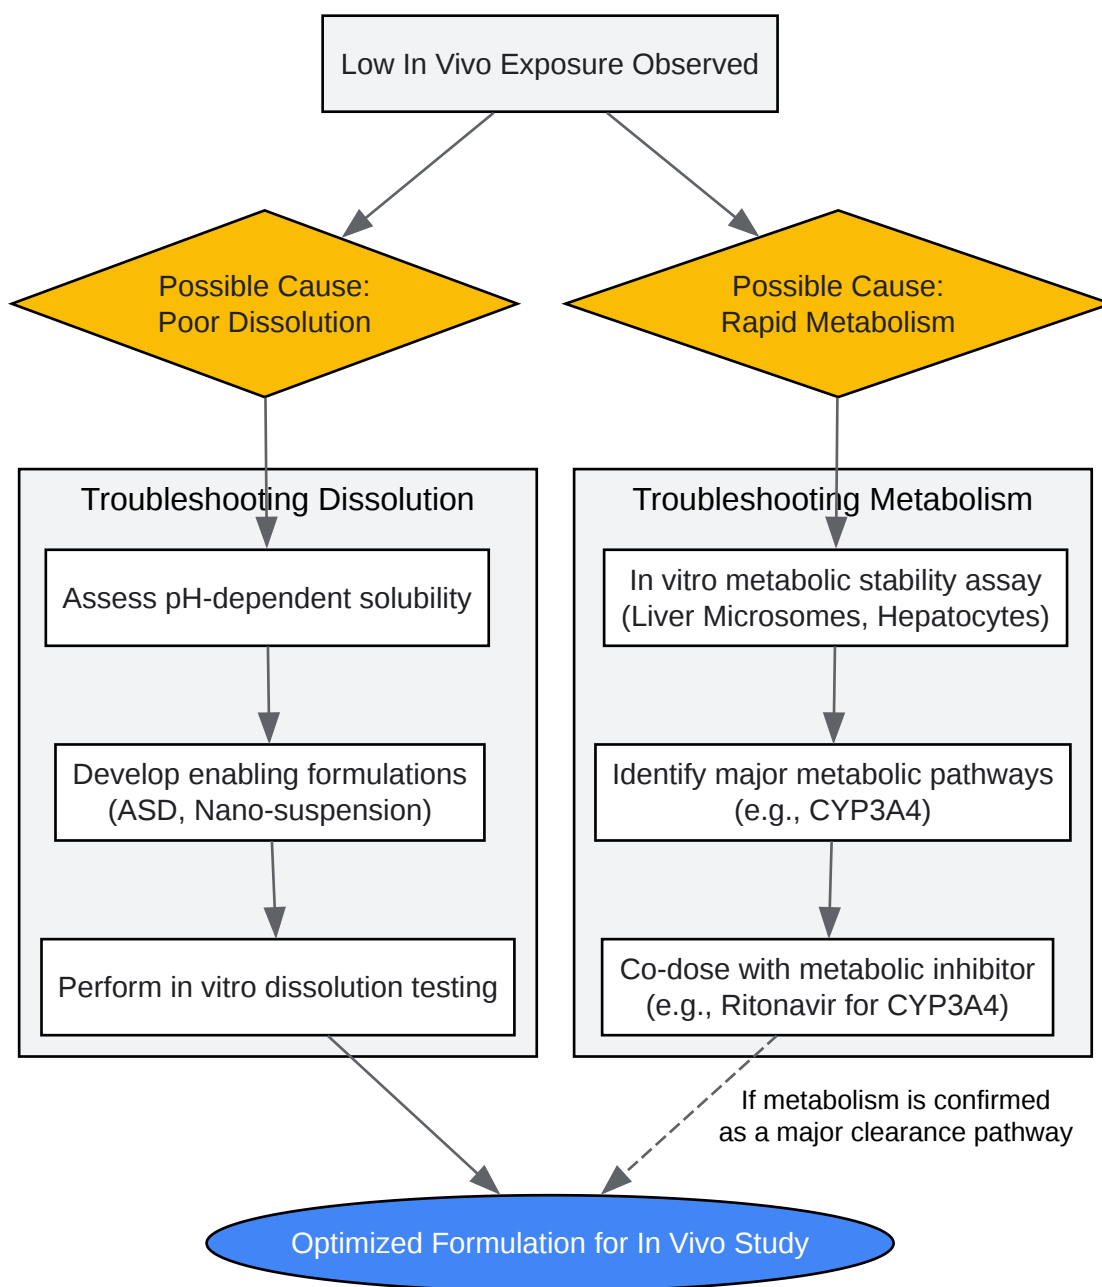 Low In Vivo Exposure Observed
Possible Cause:
Poor Dissolution
Possible Cause:
Rapid Metabolism
Troubleshooting Dissolution
Assess pH-dependent solubility
Develop enabling formulations
(ASD, Nano-suspension)
Perform in vitro dissolution testing
Troubleshooting Metabolism
In vitro metabolic stability assay
(Liver Microsomes, Hepatocytes)
Identify major metabolic pathways
(e.g., CYP3A4)
Co-dose with metabolic inhibitor
(e.g., Ritonavir for CYP3A4)
If metabolism is confirmed
as a major clearance pathway
Optimized Formulation for In Vivo Study